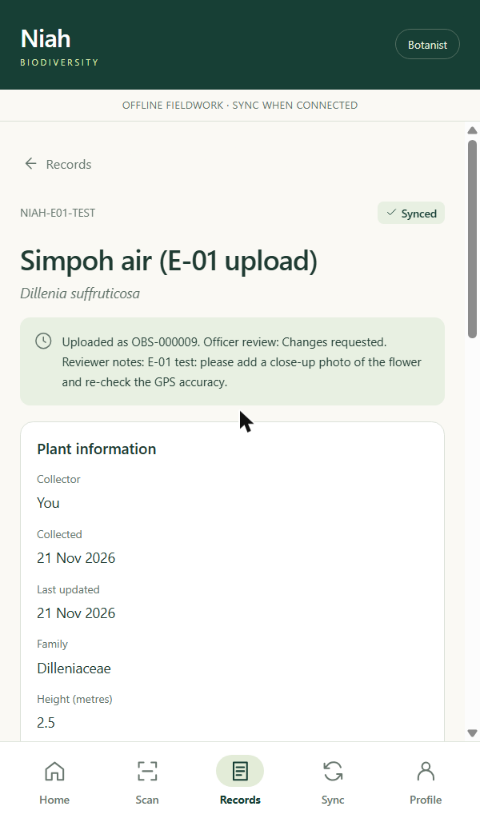 Niah
BIODIVERSITY
Botanist
OFFLINE FIELDWORK · SYNC WHEN CONNECTED
Records
NIAH-E01-TEST
Synced
Simpoh air (E-01 upload)
Dillenia suffruticosa
Uploaded as OBS-000009. Officer review: Changes requested.
Reviewer notes: E-01 test: please add a close-up photo of the flower
and re-check the GPS accuracy.
Plant information
Collector
You
Collected
21 Nov 2026
Last updated
21 Nov 2026
Family
Dilleniaceae
Height (metres)
2.5
Home
Scan
Records
Sync
Profile